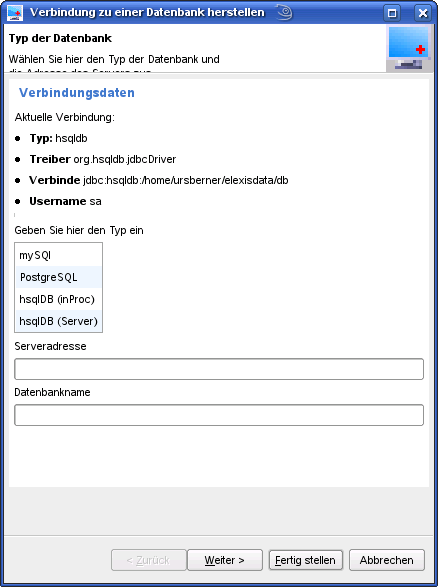 Verbindung zu einer Datenbank herstellen
Typ der Datenbank
Wählen Sie hier den Typ der Datenbank und
die Adresse des Servers aus
Verbindungsdaten
Aktuelle Verbindung:
Typ: hsqldb
Treiber org.hsqldb.jdbcDriver
Verbinde jdbc:hsqldb:/home/ursberner/elexisdata/db
Username sa
Geben Sie hier den Typ ein
mySQl
PostgreSQL
hsqlDB (inProc)
hsqlDB (Server)
Serveradresse
Datenbankname
< Zurück
Weiter >
Fertig stellen
Abbrechen